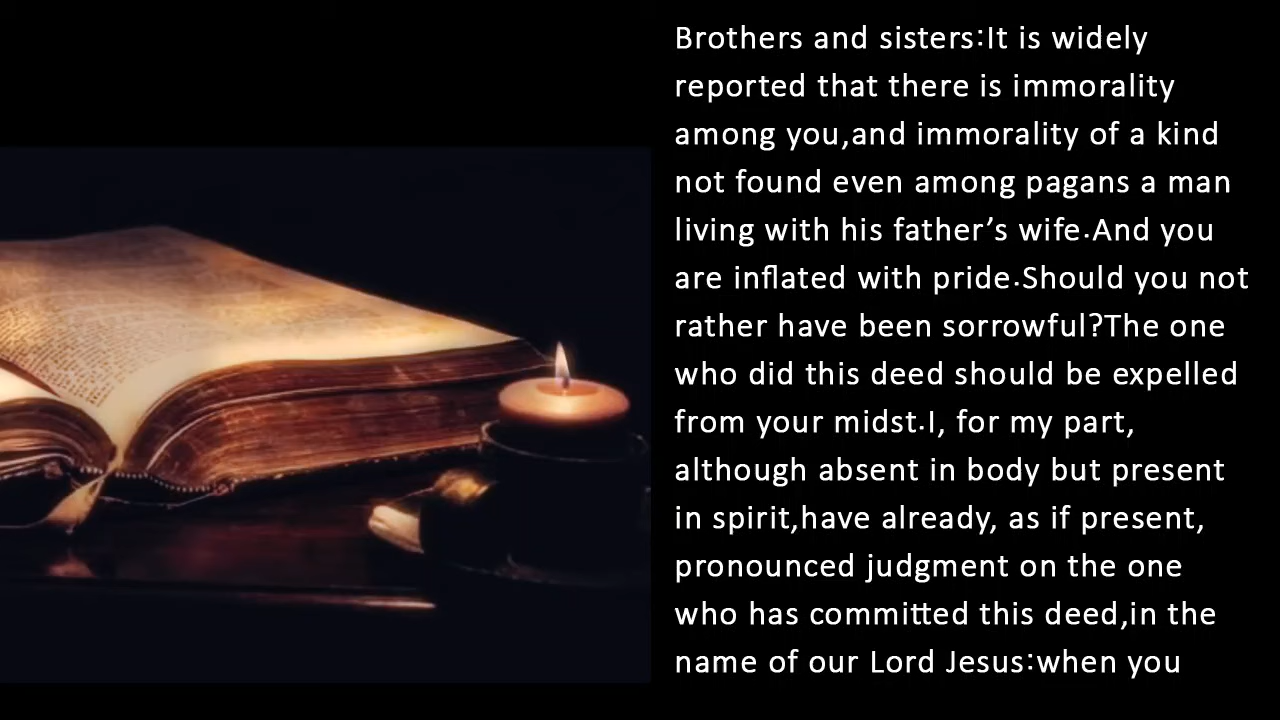 Brothers and sisters:It is widely
reported that there is immorality
among you,and immorality of a kind
not found even among pagans a man
living with his father’s wife.And you
are inflated with pride.Should you not
rather have been sorrowful?The one
who did this deed should be expelled
from your midst.I, for my part,
although absent in body but present
in spirit,have already, as if present,
pronounced judgment on the one
who has committed this deed,in the
name of our Lord Jesus:when you